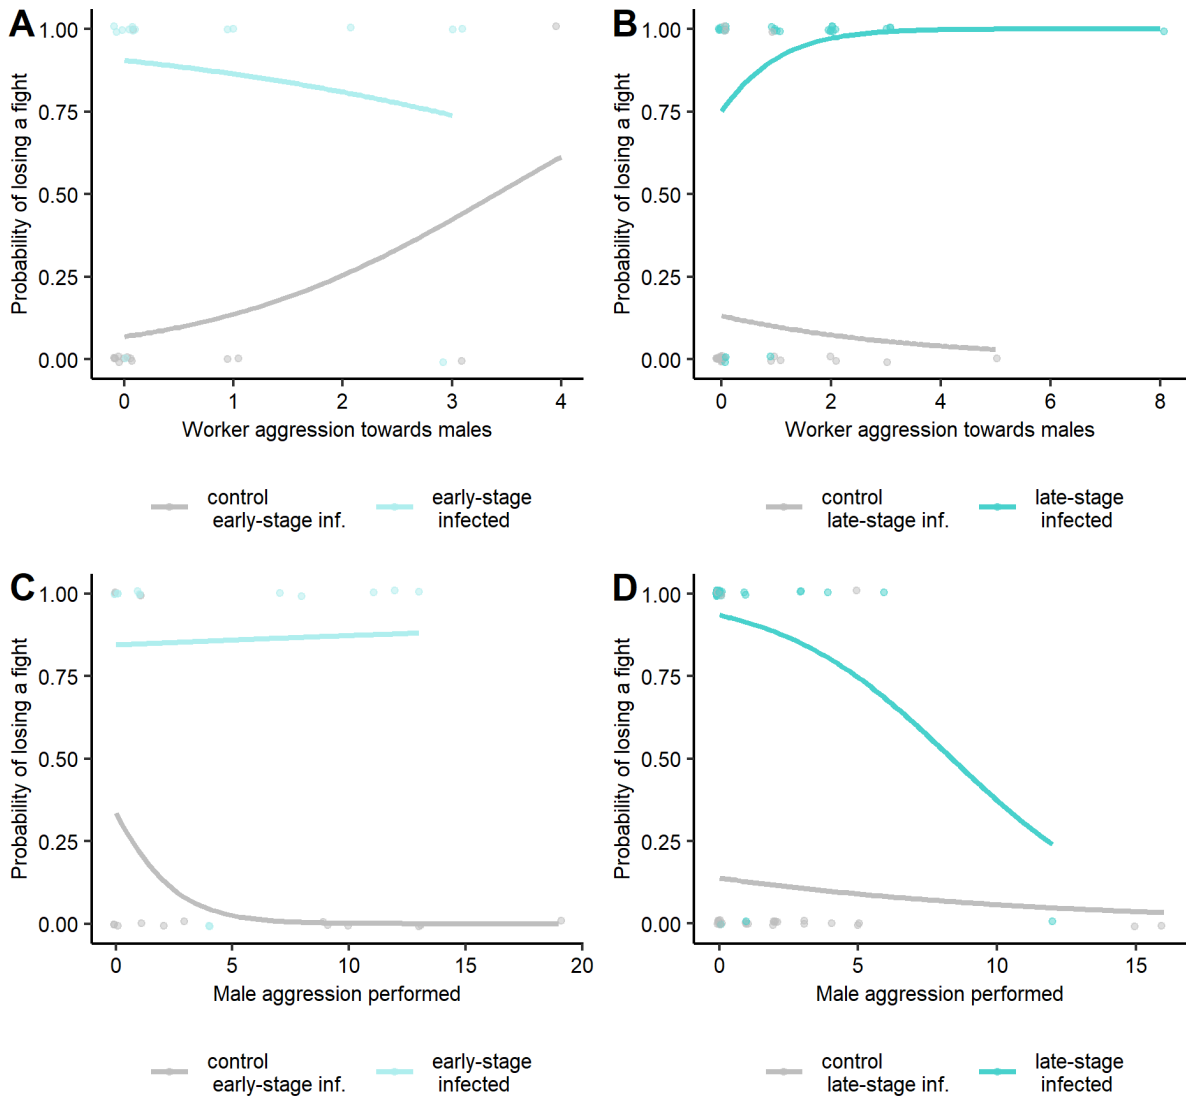 A
Probability of losing a fight
1.00
0.75
0.50
0.25
0.00
0 1 2 3 4
Worker aggression towards males
control
early-stage inf.
early-stage
infected
B
Probability of losing a fight
1.00
0.75
0.50
0.25
0.00
0 2 4 6 8
Worker aggression towards males
control
late-stage inf.
late-stage
infected
C
Probability of losing a fight
1.00
0.75
0.50
0.25
0.00
0 5 10 15 20
Male aggression performed
control
early-stage inf.
early-stage
infected
D
Probability of losing a fight
1.00
0.75
0.50
0.25
0.00
0 5 10 15
Male aggression performed
control
late-stage inf.
late-stage
infected